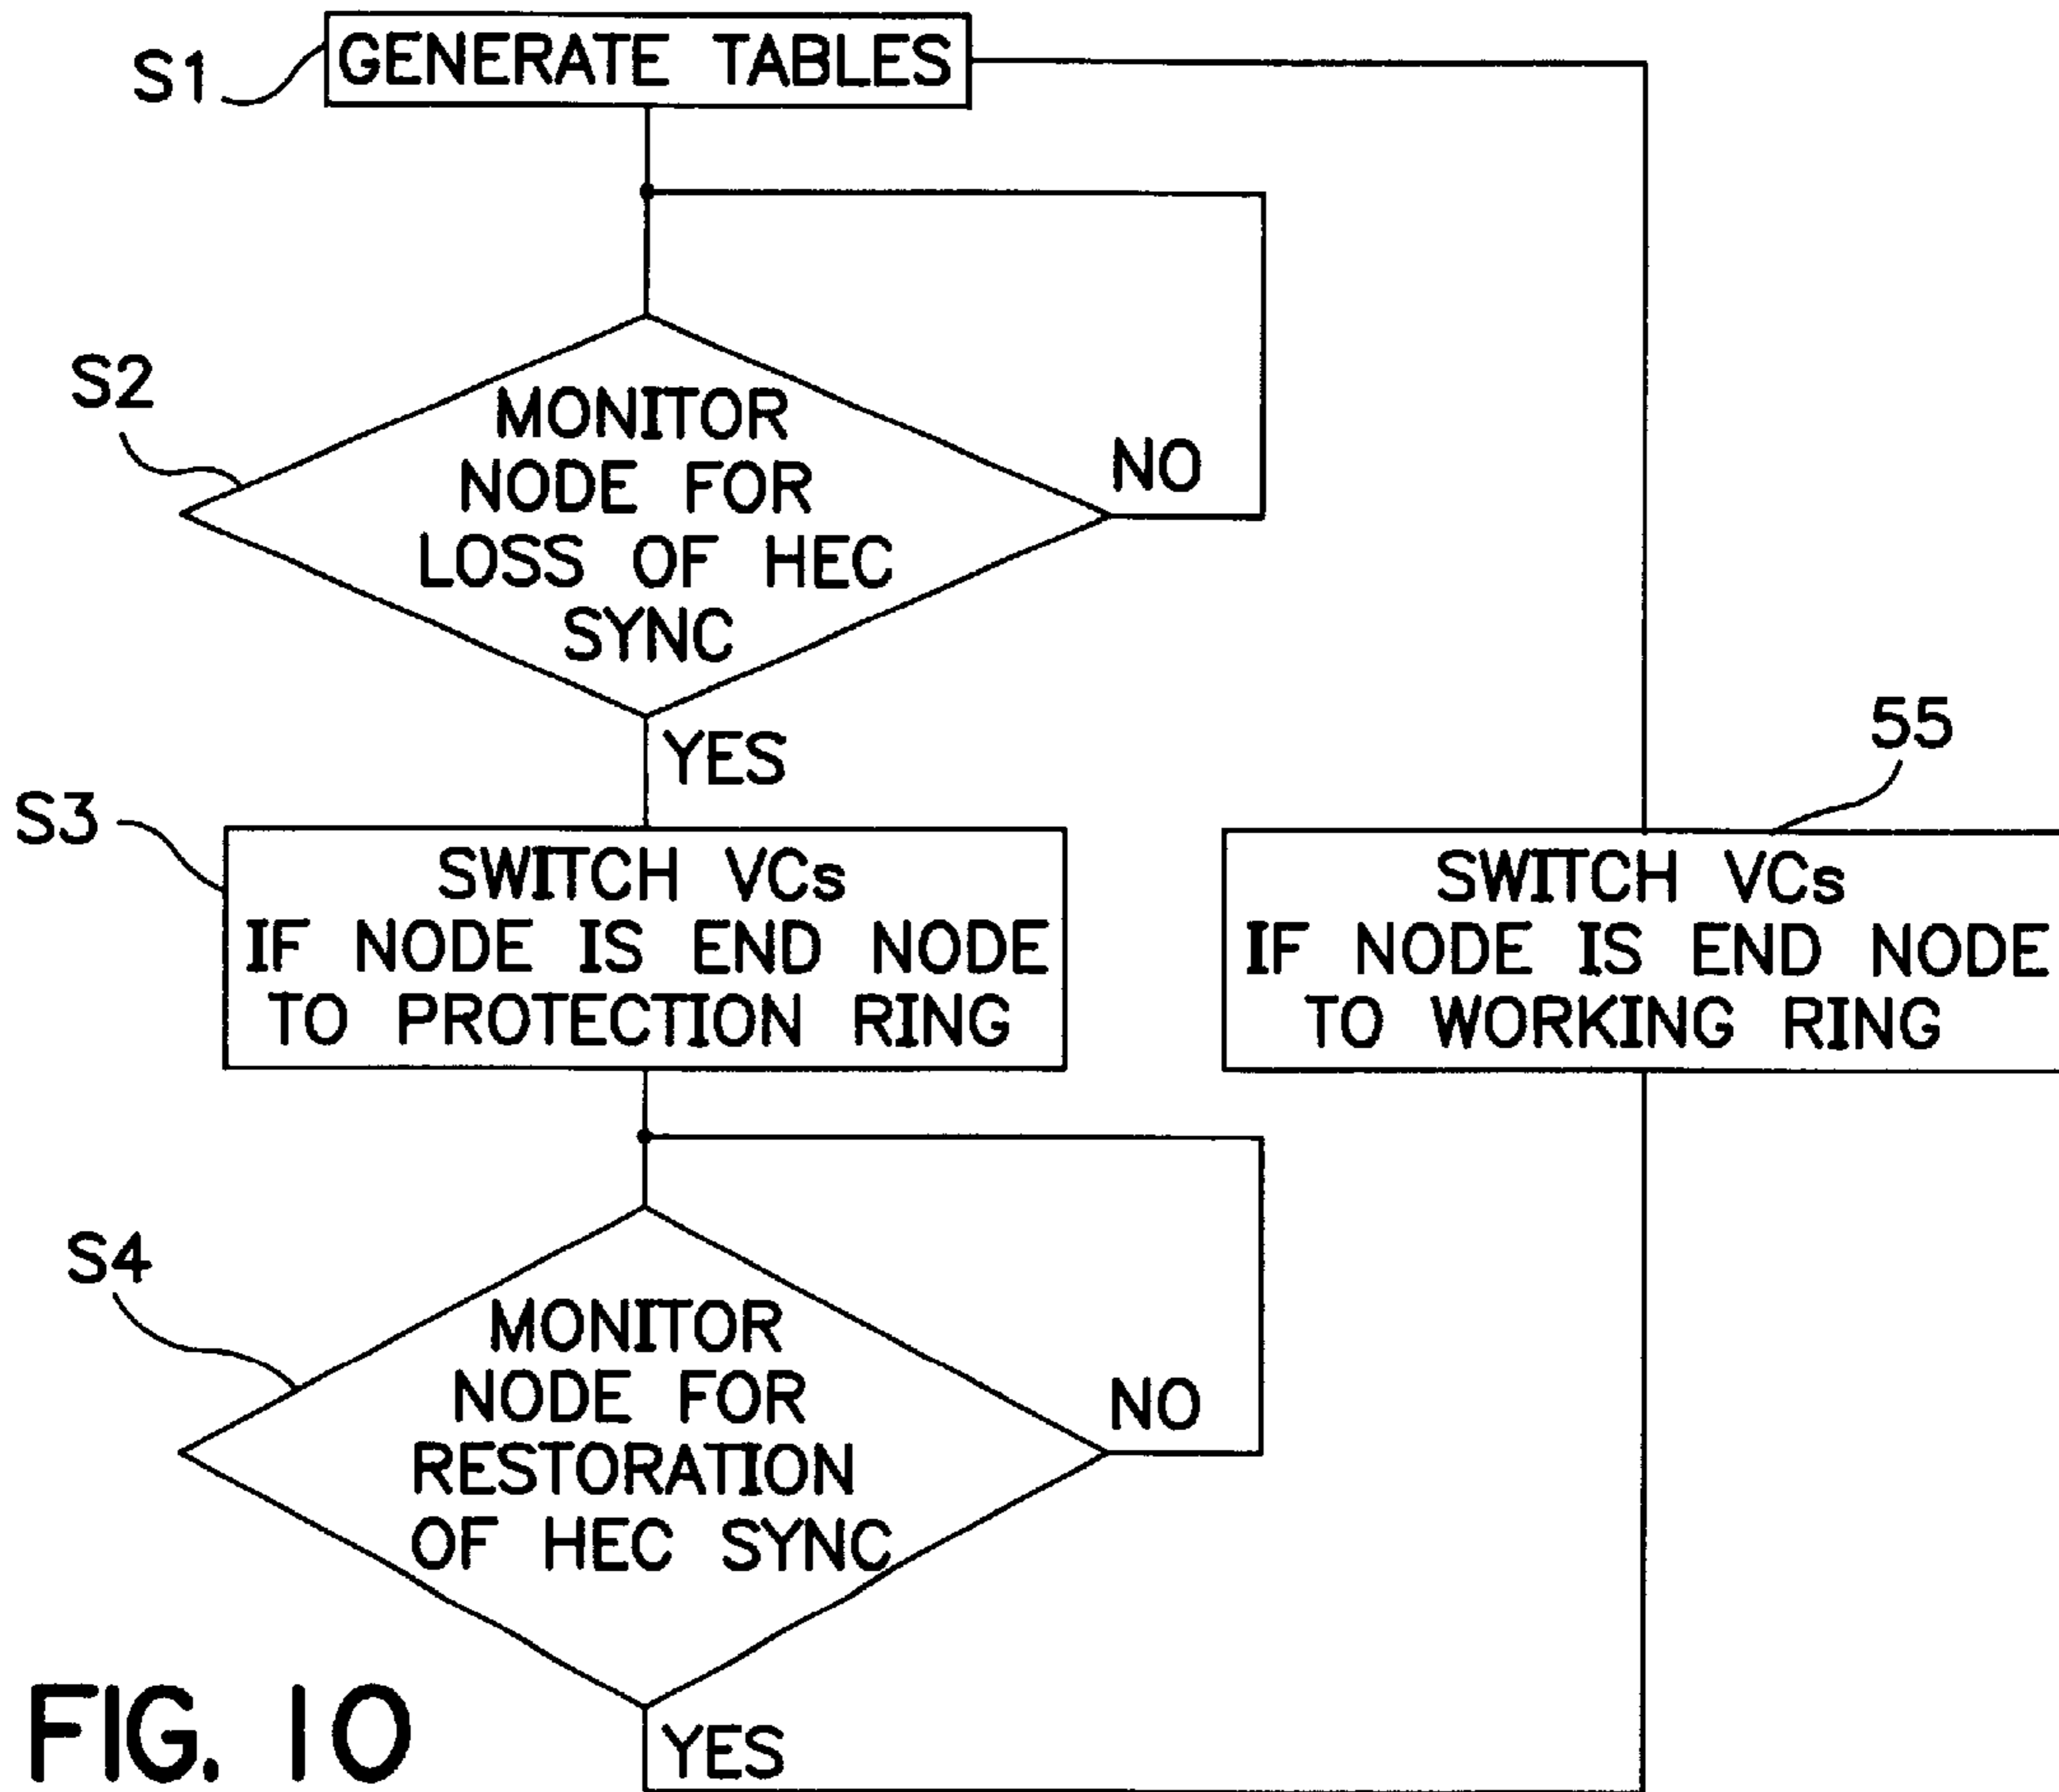 S1
GENERATE TABLES
S2
MONITOR
NODE FOR
LOSS OF HEC
SYNC
NO
YES
S3
SWITCH VCs
IF NODE IS END NODE
TO PROTECTION RING
55
SWITCH VCs
IF NODE IS END NODE
TO WORKING RING
S4
MONITOR
NODE FOR
RESTORATION
OF HEC SYNC
NO
YES
FIG. 10